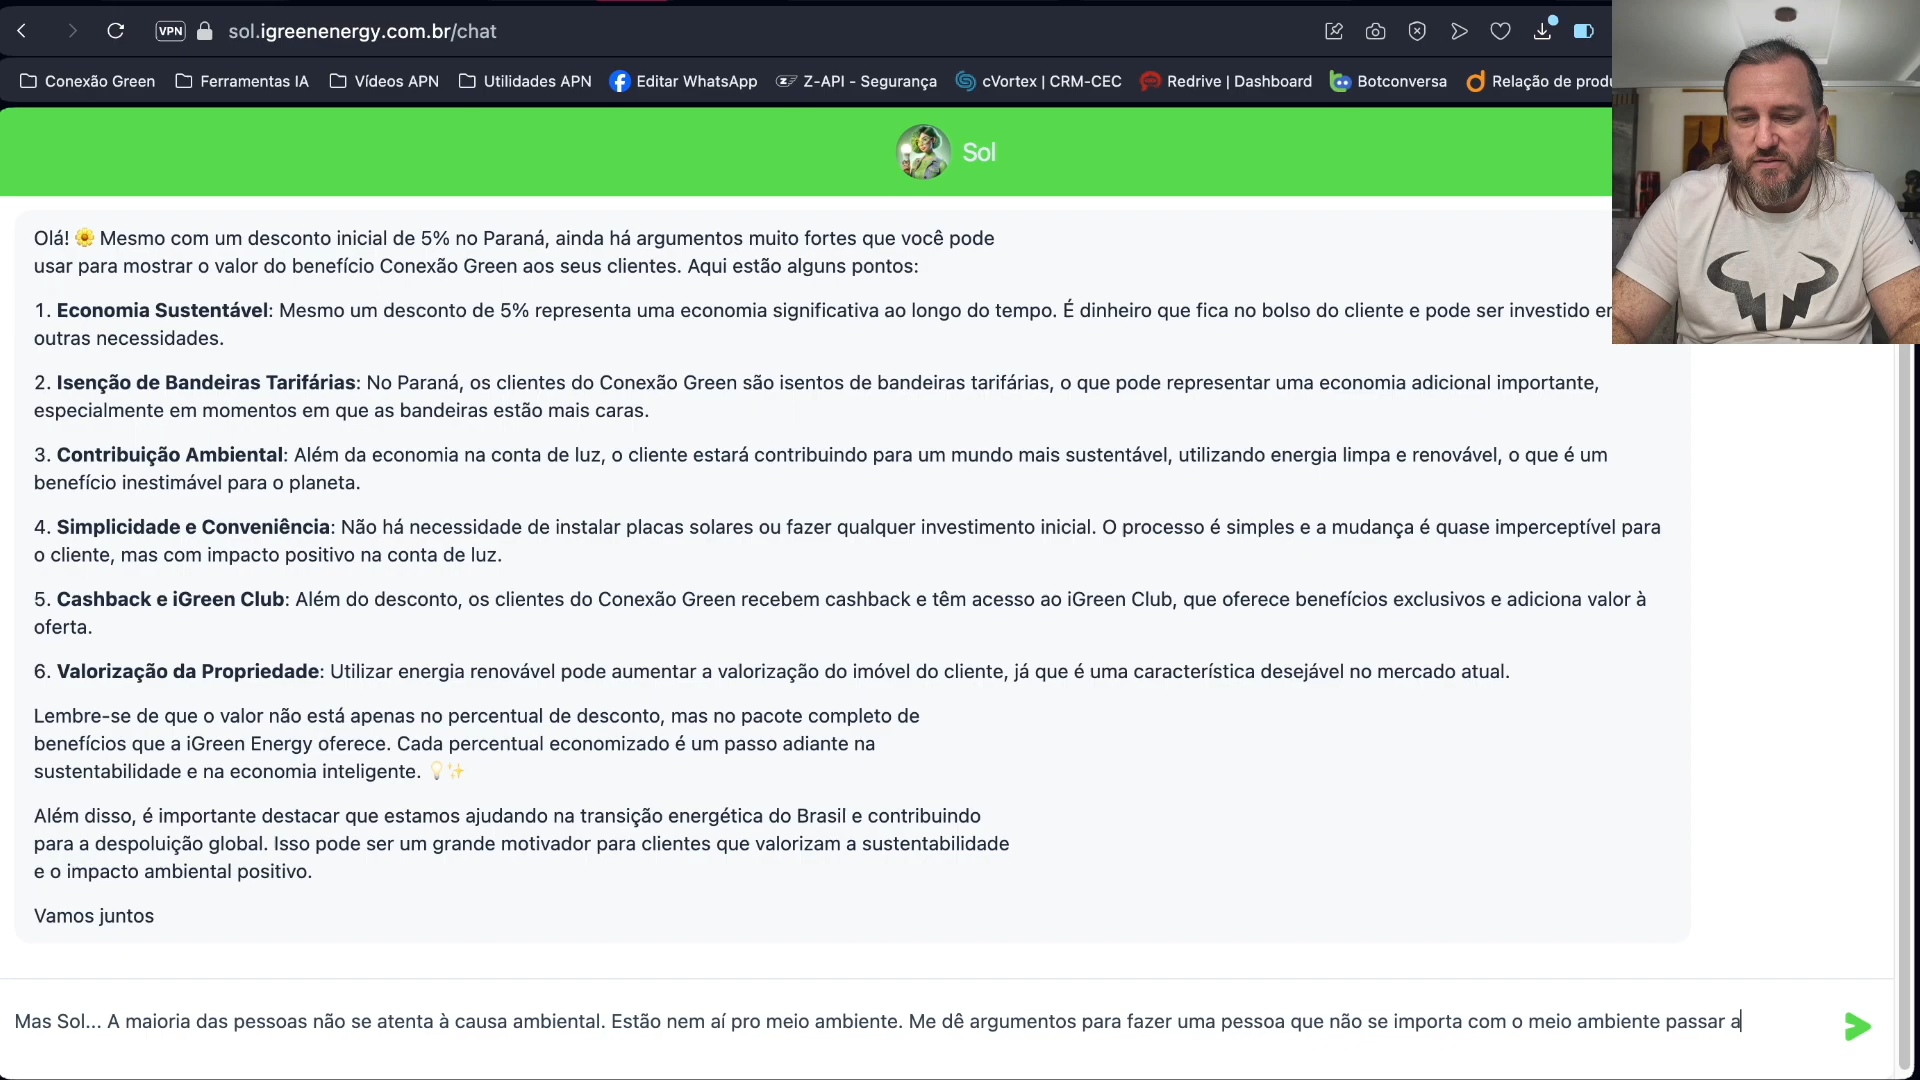 VPN sol.igreenenergy.com.br/chat
Conexão Green Ferramentas IA Vídeos APN Utilidades APN Editar WhatsApp Z-API - Segurança cVortex | CRM-CEC Redrive | Dashboard Botconversa Relação de prod
Sol
Olá! 🌼 Mesmo com um desconto inicial de 5% no Paraná, ainda há argumentos muito fortes que você pode
usar para mostrar o valor do benefício Conexão Green aos seus clientes. Aqui estão alguns pontos:
1. Economia Sustentável: Mesmo um desconto de 5% representa uma economia significativa ao longo do tempo. É dinheiro que fica no bolso do cliente e pode ser investido
outras necessidades.
2. Isenção de Bandeiras Tarifárias: No Paraná, os clientes do Conexão Green são isentos de bandeiras tarifárias, o que pode representar uma economia adicional importante,
especialmente em momentos em que as bandeiras estão mais caras.
3. Contribuição Ambiental: Além da economia na conta de luz, o cliente estará contribuindo para um mundo mais sustentável, utilizando energia limpa e renovável, o que é um
benefício inestimável para o planeta.
4. Simplicidade e Conveniência: Não há necessidade de instalar placas solares ou fazer qualquer investimento inicial. O processo é simples e a mudança é quase imperceptível para
o cliente, mas com impacto positivo na conta de luz.
5. Cashback e iGreen Club: Além do desconto, os clientes do Conexão Green recebem cashback e têm acesso ao iGreen Club, que oferece benefícios exclusivos e adiciona valor à
oferta.
6. Valorização da Propriedade: Utilizar energia renovável pode aumentar a valorização do imóvel do cliente, já que é uma característica desejável no mercado atual.
Lembre-se de que o valor não está apenas no percentual de desconto, mas no pacote completo de
benefícios que a iGreen Energy oferece. Cada percentual economizado é um passo adiante na
sustentabilidade e na economia inteligente. 💡✨
Além disso, é importante destacar que estamos ajudando na transição energética do Brasil e contribuindo
para a despoluição global. Isso pode ser um grande motivador para clientes que valorizam a sustentabilidade
e o impacto ambiental positivo.
Vamos juntos
Mas Sol... A maioria das pessoas não se atenta à causa ambiental. Estão nem aí pro meio ambiente. Me dê argumentos para fazer uma pessoa que não se importa com o meio ambiente passar a